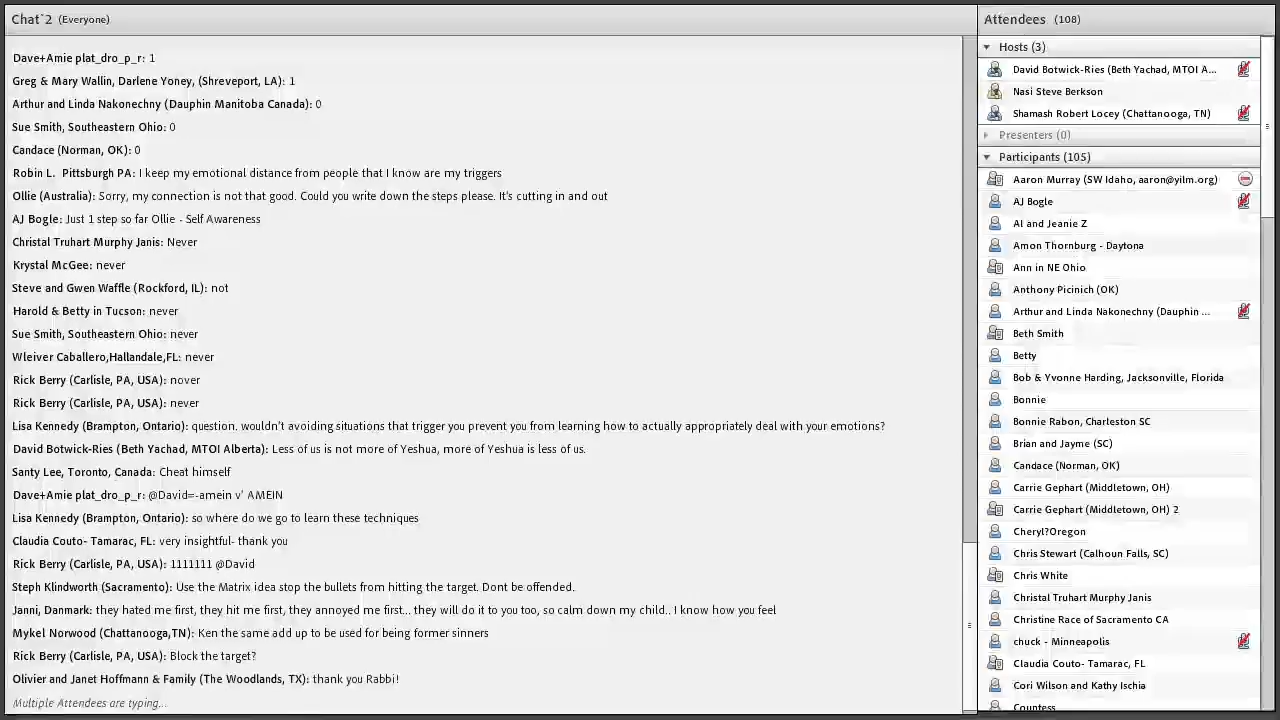 Chat`2 (Everyone)
Dave+Amie plat_dro_p_r: 1
Greg & Mary Wallin, Darlene Yoney, (Shreveport, LA): 1
Arthur and Linda Nakonechny (Dauphin Manitoba Canada): 0
Sue Smith, Southeastern Ohio: 0
Candace (Norman, OK): 0
Robin L. Pittsburgh PA: I keep my emotional distance from people that I know are my triggers
Ollie (Australia): Sorry, my connection is not that good. Could you write down the steps please. It's cutting in and out
AJ Bogle: Just 1 step so far Ollie - Self Awareness
Christal Truhart Murphy Janis: Never
Krystal McGee: never
Steve and Gwen Waffle (Rockford, IL): not
Harold & Betty in Tucson: never
Sue Smith, Southeastern Ohio: never
Wleiver Caballero,Hallandale,FL: never
Rick Berry (Carlisle, PA, USA): nover
Rick Berry (Carlisle, PA, USA): never
Lisa Kennedy (Brampton, Ontario): question. wouldn't avoiding situations that trigger you prevent you from learning how to actually appropriately deal with your emotions?
David Botwick-Ries (Beth Yachad, MTOI Alberta): Less of us is not more of Yeshua, more of Yeshua is less of us.
Santy Lee, Toronto, Canada: Cheat himself
Dave+Amie plat_dro_p_r: @David=-amein v' AMEIN
Lisa Kennedy (Brampton, Ontario): so where do we go to learn these techniques
Claudia Couto- Tamarac, FL: very insightful- thank you
Rick Berry (Carlisle, PA, USA): 1111111 @David
Steph Klindworth (Sacramento): Use the Matrix idea stop the bullets from hitting the target. Dont be offended.
Janni, Danmark: they hated me first, they hit me first, they annoyed me first... they will do it to you too, so calm down my child.. I know how you feel
Mykel Norwood (Chattanooga,TN): Ken the same add up to be used for being former sinners
Rick Berry (Carlisle, PA, USA): Block the target?
Olivier and Janet Hoffmann & Family (The Woodlands, TX): thank you Rabbi!
Multiple Attendees are typing...
Attendees (108)
Hosts (3)
David Botwick-Ries (Beth Yachad, MTOI A...
Nasi Steve Berkson
Shamash Robert Locey (Chattanooga, TN)
Presenters (0)
Participants (105)
Aaron Murray (SW Idaho, aaron@yilm.org)
AJ Bogle
Al and Jeanie Z
Amon Thornburg - Daytona
Ann in NE Ohio
Anthony Picinich (OK)
Arthur and Linda Nakonechny (Dauphin ...
Beth Smith
Betty
Bob & Yvonne Harding, Jacksonville, Florida
Bonnie
Bonnie Rabon, Charleston SC
Brian and Jayme (SC)
Candace (Norman, OK)
Carrie Gephart (Middletown, OH)
Carrie Gephart (Middletown, OH) 2
Cheryl?Oregon
Chris Stewart (Calhoun Falls, SC)
Chris White
Christal Truhart Murphy Janis
Christine Race of Sacramento CA
chuck - Minneapolis
Claudia Couto- Tamarac, FL
Cori Wilson and Kathy Ischia
Countess